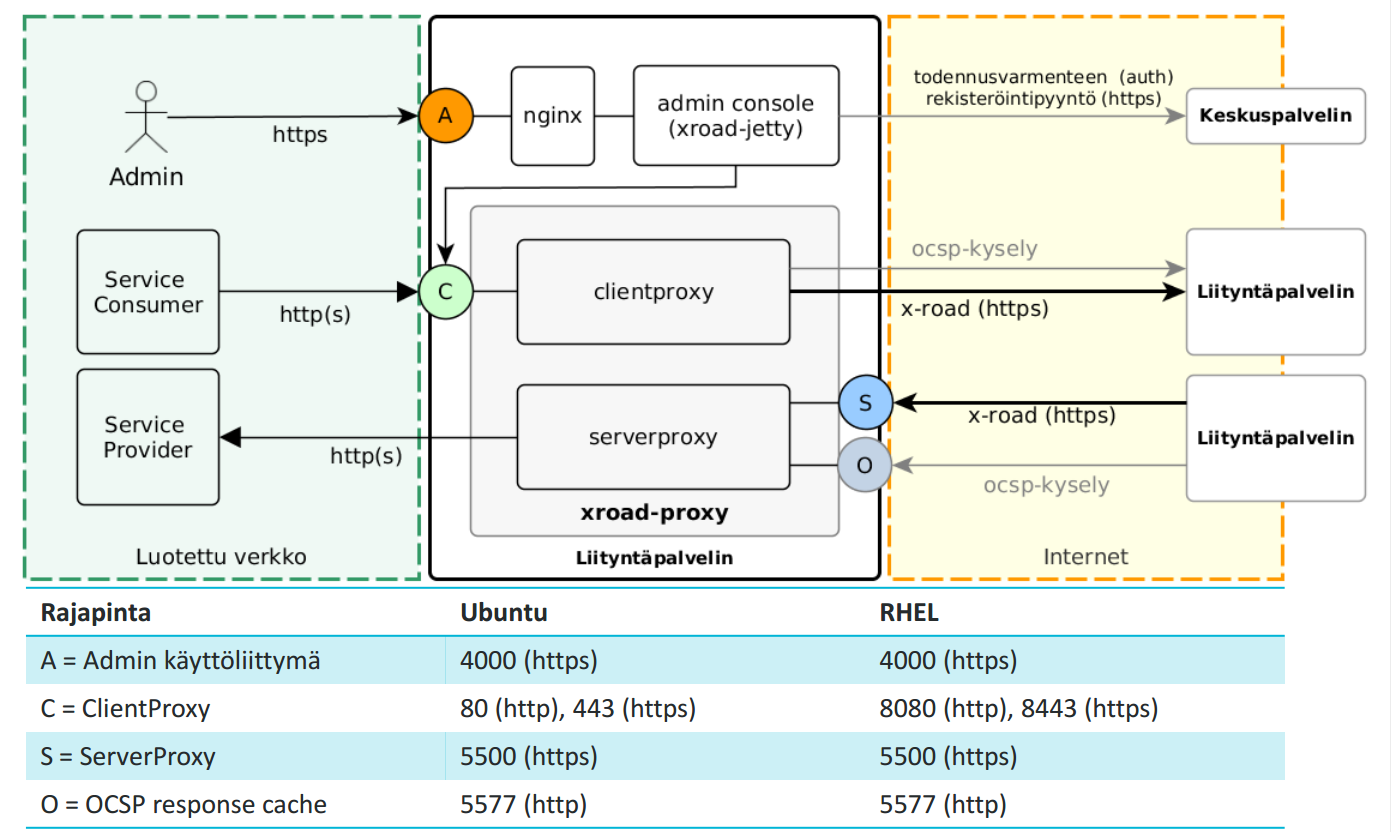 todennusvarmenteen (auth)
rekisteröintipyyntö (https)
Admin
https
A
nginx
admin console
(xroad-jetty)
Keskuspalvelin
Service
Consumer
http(s)
C
clientproxy
ocsp-kysely
x-road (https)
Liityntäpalvelin
Service
Provider
http(s)
serverproxy
S
O
x-road (https)
ocsp-kysely
Liityntäpalvelin
xroad-proxy
Luotettu verkko
Liityntäpalvelin
Internet
Rajapinta Ubuntu RHEL
A = Admin käyttöliittymä 4000 (https) 4000 (https)
C = ClientProxy 80 (http), 443 (https) 8080 (http), 8443 (https)
S = ServerProxy 5500 (https) 5500 (https)
O = OCSP response cache 5577 (http) 5577 (http)